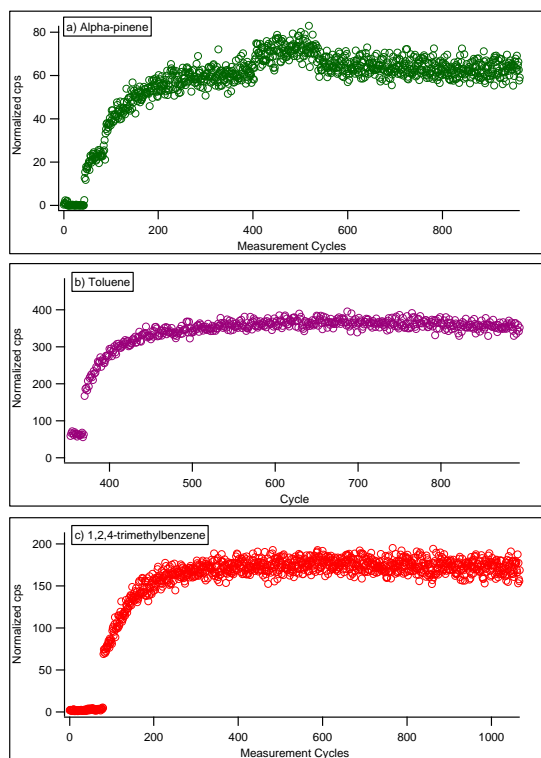 a) Alpha-pinene
Normalized cps
80
60
40
20
0
0 200 400 600 800
Measurement Cycles
b) Toluene
Normalized cps
400
300
200
100
0
400 500 600 700 800
Cycle
c) 1,2,4-trimethylbenzene
Normalized cps
200
150
100
50
0
0 200 400 600 800 1000
Measurement Cycles